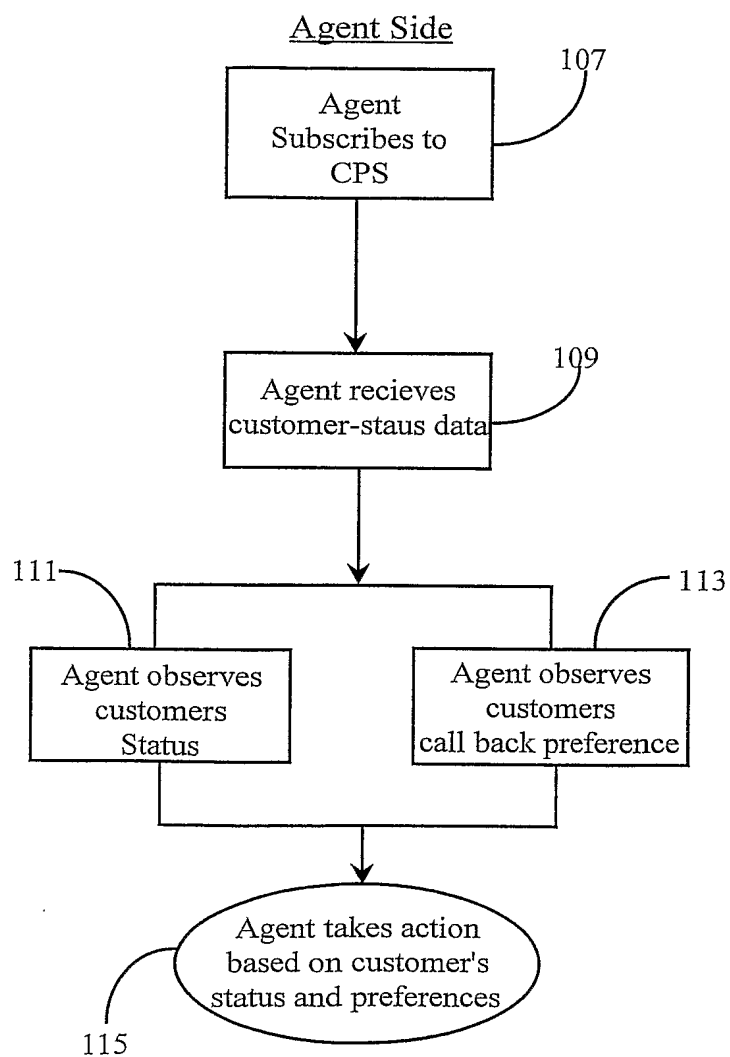 Agent Side
107
Agent
Subscribes to
CPS
109
Agent recieves
customer-staus data
111
113
Agent observes
customers
Status
Agent observes
customers
call back preference
Agent takes action
based on customer's
status and preferences
115